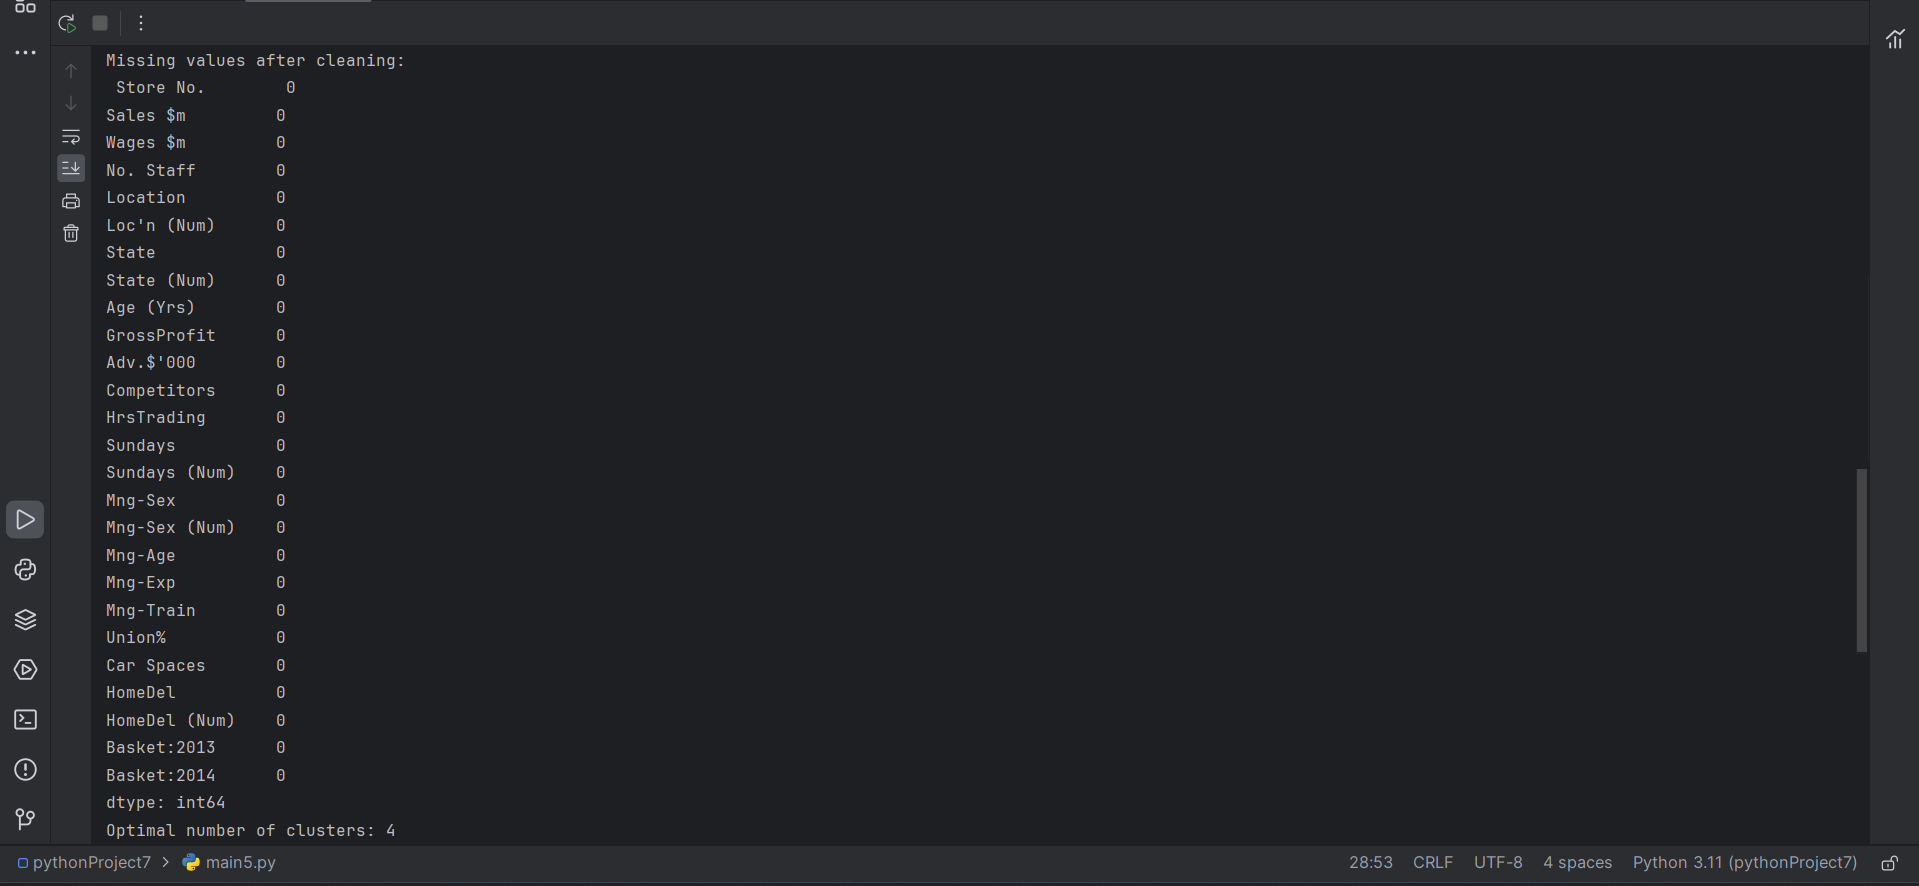 Missing values after cleaning:
 Store No.        0
Sales $m         0
Wages $m         0
No. Staff        0
Location         0
Loc'n (Num)      0
State            0
State (Num)      0
Age (Yrs)        0
GrossProfit      0
Adv.$'000        0
Competitors      0
HrsTrading       0
Sundays          0
Sundays (Num)    0
Mng-Sex          0
Mng-Sex (Num)    0
Mng-Age          0
Mng-Exp          0
Mng-Train        0
Union%           0
Car Spaces       0
HomeDel          0
HomeDel (Num)    0
Basket:2013      0
Basket:2014      0
dtype: int64
Optimal number of clusters: 4
pythonProject7 > main5.py 28:53 CRLF UTF-8 4 spaces Python 3.11 (pythonProject7)